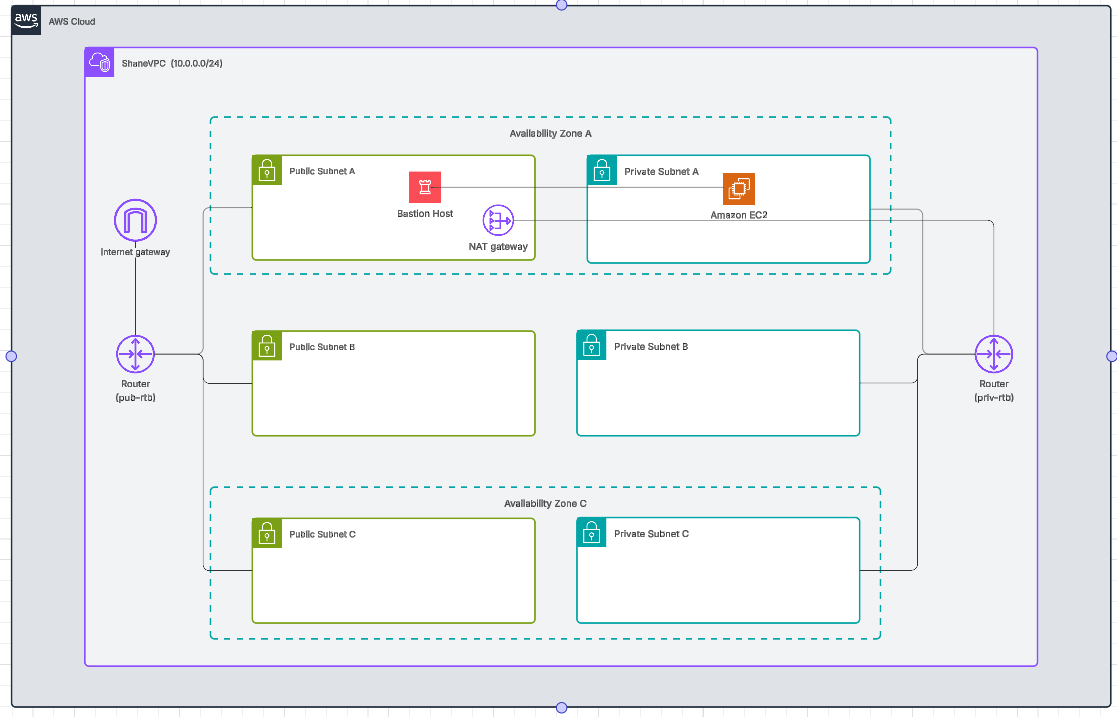 aws
AWS Cloud
ShaneVPC (10.0.0.0/24)
Availability Zone A
Public Subnet A
Private Subnet A
Bastion Host
Amazon EC2
NAT gateway
Internet gateway
Public Subnet B
Private Subnet B
Router
(pub-rtb)
Router
(priv-rtb)
Availability Zone C
Public Subnet C
Private Subnet C